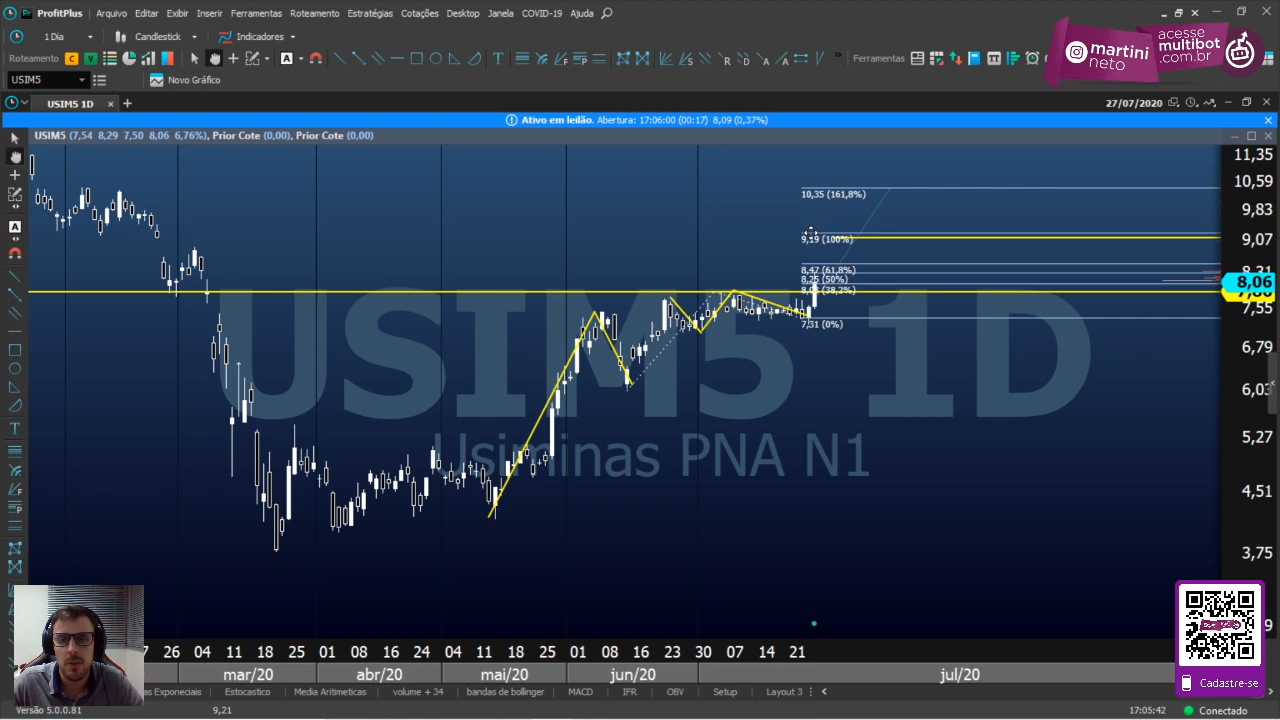 ProfitPlus Arquivo Editar Exibir Inserir Ferramentas Roteamento Estratégias Cotações Desktop Janela COVID-19 Ajuda
1 Dia Candlestick Indicadores
martini
neto
acesse
multibot
.com.br
Roteamento C V A T Ferramentas
USIM5 Novo Gráfico
USIM5 1D 27/07/2020
Ativo em leilão. Abertura: 17:06:00 (00:17) 8,09 (0,37%)
USIM5 (7,54 8,29 7,50 8,06 6,76%), Prior Cote (0,00), Prior Cote (0,00)
11,35
10,59
9,83
9,07
8,06
7,55
6,79
6,03
5,27
4,51
3,75
10,35 (161,8%)
9,19 (100%)
8,47 (61,8%)
8,25 (50%)
7,31 (0%)
USIM5 1D
Usiminas PNA N1
26 04 11 18 25 01 08 15 22 04 11 18 25 01 08 16 23 30 07 14 21
mar/20 abr/20 mai/20 jun/20 jul/20
as Exponenciais Estocastico Media Aritmeticas volume + 34 bandas de bollinger MACD IFR OBV Setup Layout 3
Versão 5.0.0.81 9,21 17:05:42 Conectado
Cadastre-se